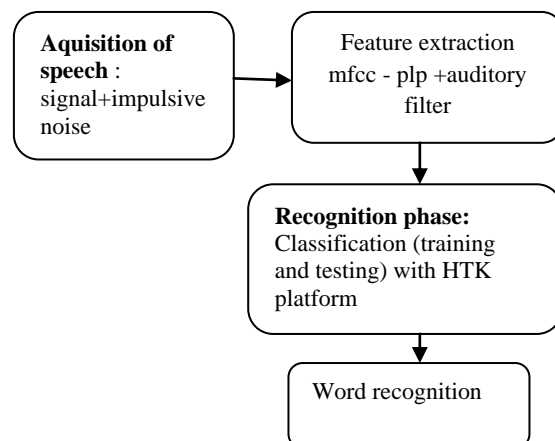 Aquisition of
speech :
signal+impulsive
noise
Feature extraction
mfcc - plp +auditory
filter
Recognition phase:
Classification (training
and testing) with HTK
platform
Word recognition